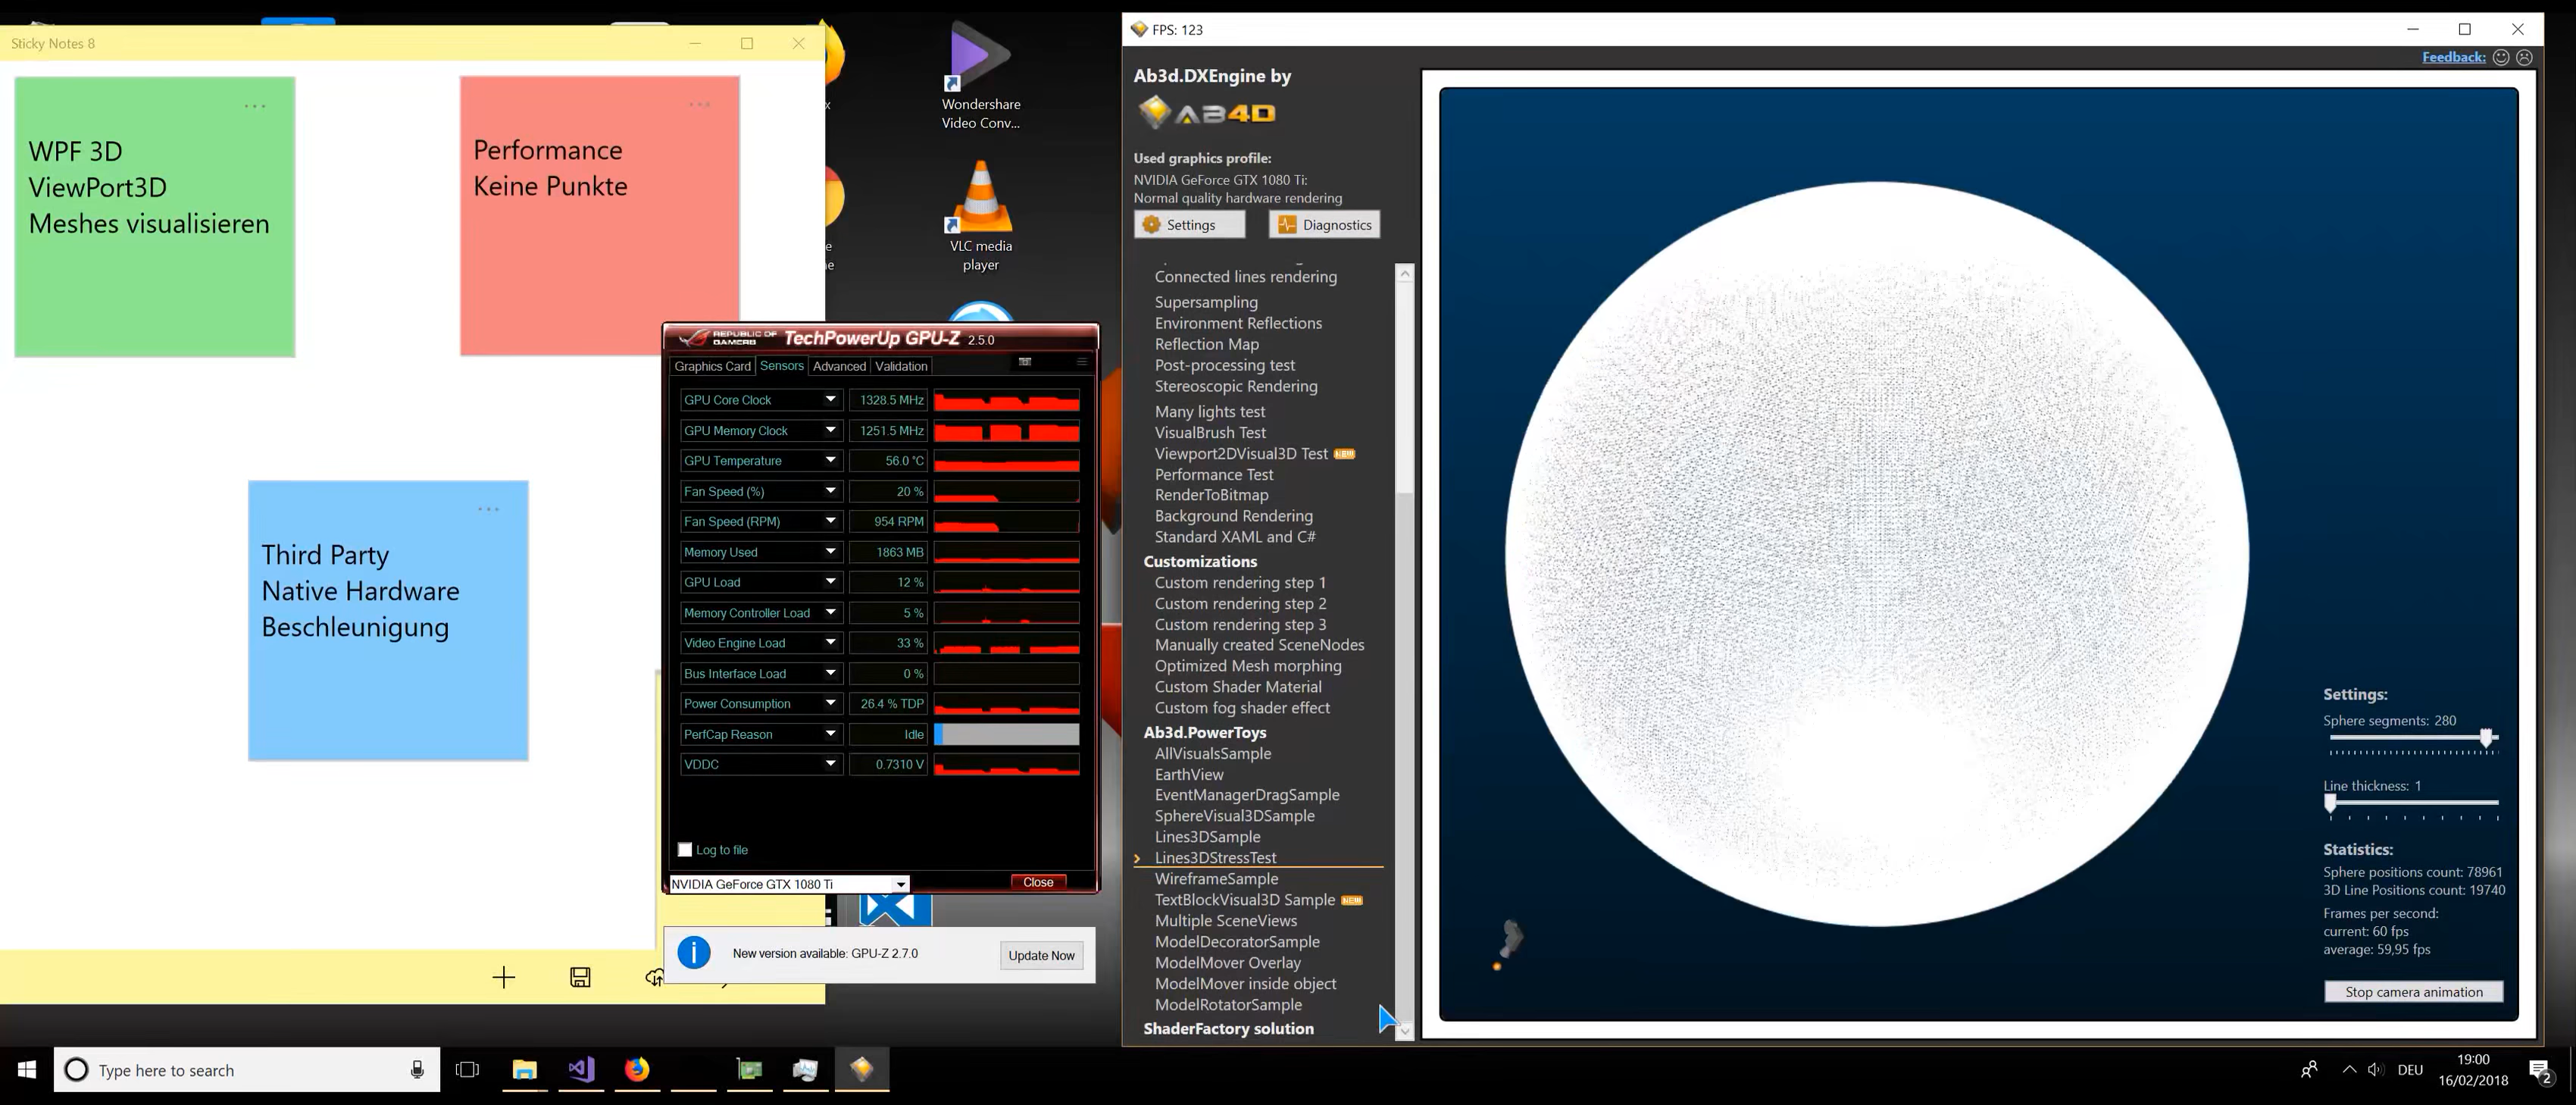 Sticky Notes 8
WPF 3D
ViewPort3D
Meshes visualisieren
Performance
Keine Punkte
Third Party
Native Hardware
Beschleunigung
Wondershare
Video Conv...
VLC media
player
REPUBLIC OF
GAMERS
TechPowerUp GPU-Z 2.5.0
Graphics Card Sensors Advanced Validation
GPU Core Clock 1328.5 MHz
GPU Memory Clock 1251.5 MHz
GPU Temperature 56.0 °C
Fan Speed (%) 20 %
Fan Speed (RPM) 954 RPM
Memory Used 1863 MB
GPU Load 12 %
Memory Controller Load 5 %
Video Engine Load 33 %
Bus Interface Load 0 %
Power Consumption 26.4 % TDP
PerfCap Reason Idle
VDDC 0.7310 V
Log to file
NVIDIA GeForce GTX 1080 Ti
Close
New version available: GPU-Z 2.7.0
Update Now
FPS: 123
Feedback:
Ab3d.DXEngine by
AB4D
Used graphics profile:
NVIDIA GeForce GTX 1080 Ti:
Normal quality hardware rendering
Settings
Diagnostics
Connected lines rendering
Supersampling
Environment Reflections
Reflection Map
Post-processing test
Stereoscopic Rendering
Many lights test
VisualBrush Test
Viewport2DVisual3D Test NEW
Performance Test
RenderToBitmap
Background Rendering
Standard XAML and C#
Customizations
Custom rendering step 1
Custom rendering step 2
Custom rendering step 3
Manually created SceneNodes
Optimized Mesh morphing
Custom Shader Material
Custom fog shader effect
Ab3d.PowerToys
AllVisualsSample
EarthView
EventManagerDragSample
SphereVisual3DSample
Lines3DSample
Lines3DStressTest
WireframeSample
TextBlockVisual3D Sample NEW
Multiple SceneViews
ModelDecoratorSample
ModelMover Overlay
ModelMover inside object
ModelRotatorSample
ShaderFactory solution
Settings:
Sphere segments: 280
Line thickness: 1
Statistics:
Sphere positions count: 78961
3D Line Positions count: 19740
Frames per second:
current: 60 fps
average: 59,95 fps
Stop camera animation
Type here to search
DEU
19:00
16/02/2018
2